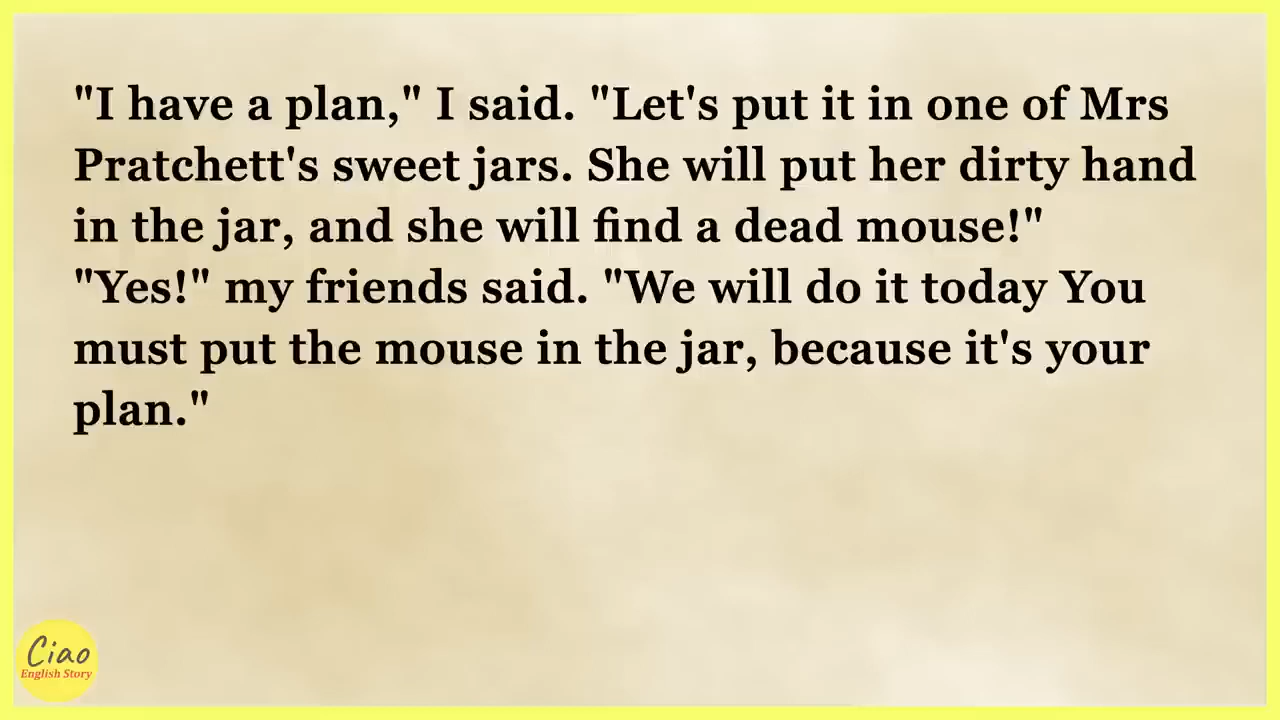 "I have a plan," I said. "Let's put it in one of Mrs
Pratchett's sweet jars. She will put her dirty hand
in the jar, and she will find a dead mouse!"
"Yes!" my friends said. "We will do it today You
must put the mouse in the jar, because it's your
plan."
Ciao
English Story